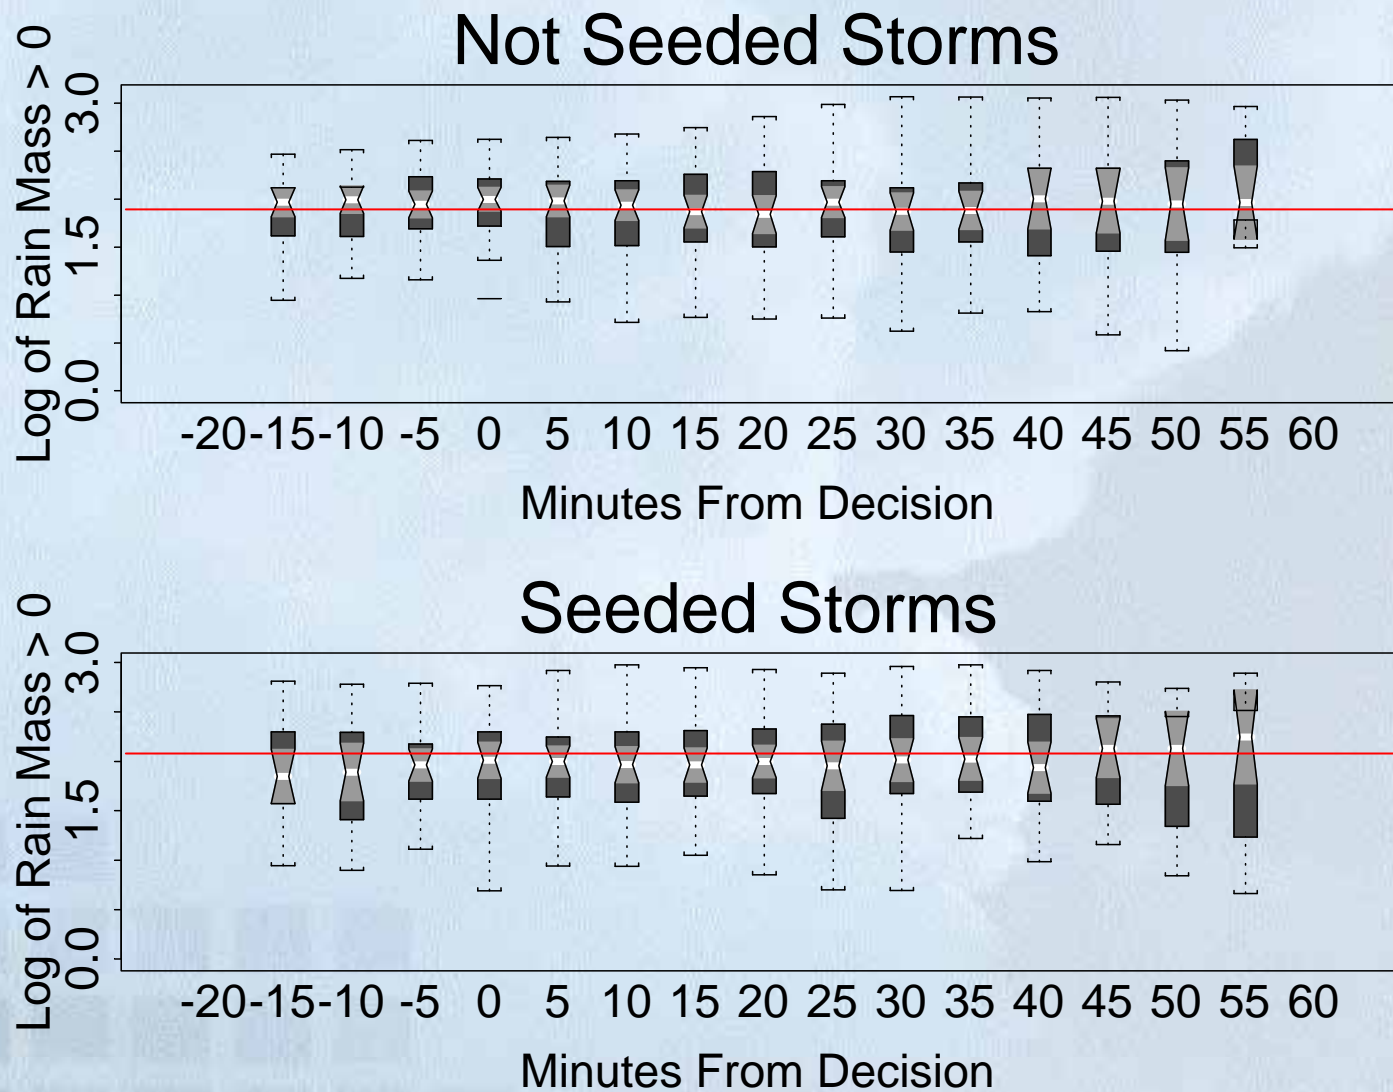 Not Seeded Storms
Log of Rain Mass > 0
3.0
1.5
0.0
-20 -15 -10 -5 0 5 10 15 20 25 30 35 40 45 50 55 60
Minutes From Decision
Seeded Storms
Log of Rain Mass > 0
3.0
1.5
0.0
-20 -15 -10 -5 0 5 10 15 20 25 30 35 40 45 50 55 60
Minutes From Decision